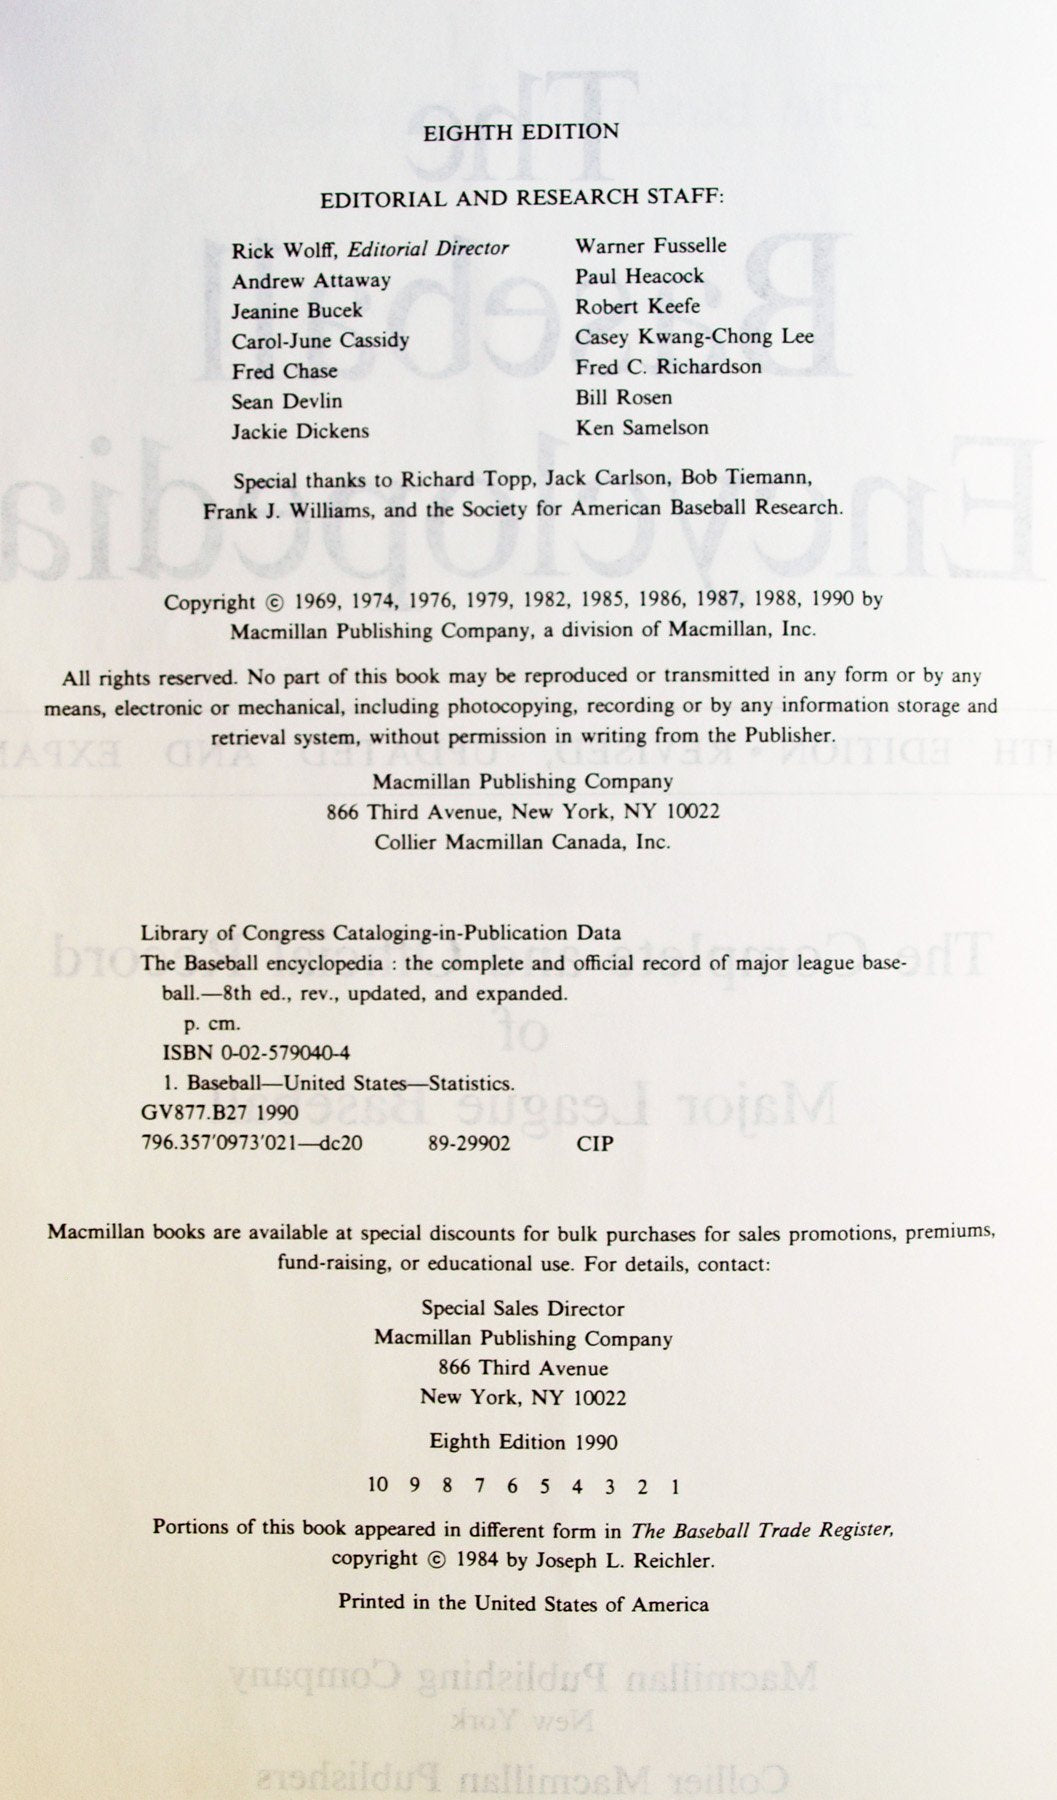 EIGHTH EDITION
EDITORIAL AND RESEARCH STAFF:
Rick Wolff, Editorial Director
Andrew Attaway
Jeanine Bucek
Carol-June Cassidy
Fred Chase
Sean Devlin
Jackie Dickens
Warner Fusselle
Paul Heacock
Robert Keefe
Casey Kwang-Chong Lee
Fred C. Richardson
Bill Rosen
Ken Samelson
Special thanks to Richard Topp, Jack Carlson, Bob Tiemann,
Frank J. Williams, and the Society for American Baseball Research.
Copyright © 1969, 1974, 1976, 1979, 1982, 1985, 1986, 1987, 1988, 1990 by
Macmillan Publishing Company, a division of Macmillan, Inc.
All rights reserved. No part of this book may be reproduced or transmitted in any form or by any
means, electronic or mechanical, including photocopying, recording or by any information storage and
retrieval system, without permission in writing from the Publisher.
Macmillan Publishing Company
866 Third Avenue, New York, NY 10022
Collier Macmillan Canada, Inc.
Library of Congress Cataloging-in-Publication Data
The Baseball encyclopedia : the complete and official record of major league base-
ball.—8th ed., rev., updated, and expanded.
p. cm.
ISBN 0-02-579040-4
1. Baseball—United States—Statistics.
GV877.B27 1990
796.357'0973'021—dc20 89-29902 CIP
Macmillan books are available at special discounts for bulk purchases for sales promotions, premiums,
fund-raising, or educational use. For details, contact:
Special Sales Director
Macmillan Publishing Company
866 Third Avenue
New York, NY 10022
Eighth Edition 1990
10 9 8 7 6 5 4 3 2 1
Portions of this book appeared in different form in The Baseball Trade Register,
copyright © 1984 by Joseph L. Reichler.
Printed in the United States of America